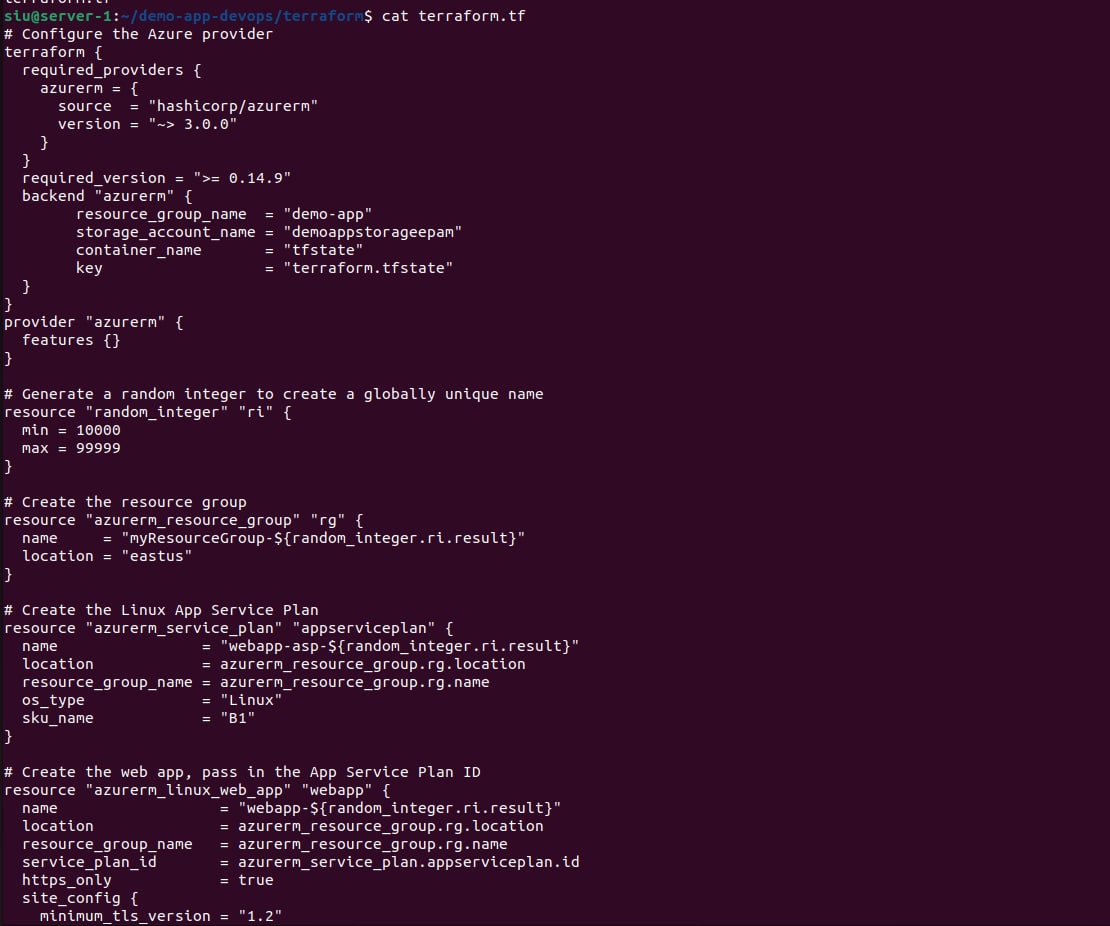 siu@server-1:~/demo-app-devops/terraform$ cat terraform.tf
# Configure the Azure provider
terraform {
  required_providers {
    azurerm = {
      source  = "hashicorp/azurerm"
      version = "~> 3.0.0"
    }
  }
  required_version = ">= 0.14.9"
  backend "azurerm" {
        resource_group_name  = "demo-app"
        storage_account_name = "demoappstorageepam"
        container_name       = "tfstate"
        key                  = "terraform.tfstate"
  }
}
provider "azurerm" {
  features {}
}

# Generate a random integer to create a globally unique name
resource "random_integer" "ri" {
  min = 10000
  max = 99999
}

# Create the resource group
resource "azurerm_resource_group" "rg" {
  name     = "myResourceGroup-${random_integer.ri.result}"
  location = "eastus"
}

# Create the Linux App Service Plan
resource "azurerm_service_plan" "appserviceplan" {
  name                = "webapp-asp-${random_integer.ri.result}"
  location            = azurerm_resource_group.rg.location
  resource_group_name = azurerm_resource_group.rg.name
  os_type             = "Linux"
  sku_name            = "B1"
}

# Create the web app, pass in the App Service Plan ID
resource "azurerm_linux_web_app" "webapp" {
  name                  = "webapp-${random_integer.ri.result}"
  location              = azurerm_resource_group.rg.location
  resource_group_name   = azurerm_resource_group.rg.name
  service_plan_id       = azurerm_service_plan.appserviceplan.id
  https_only            = true
  site_config {
    minimum_tls_version = "1.2"